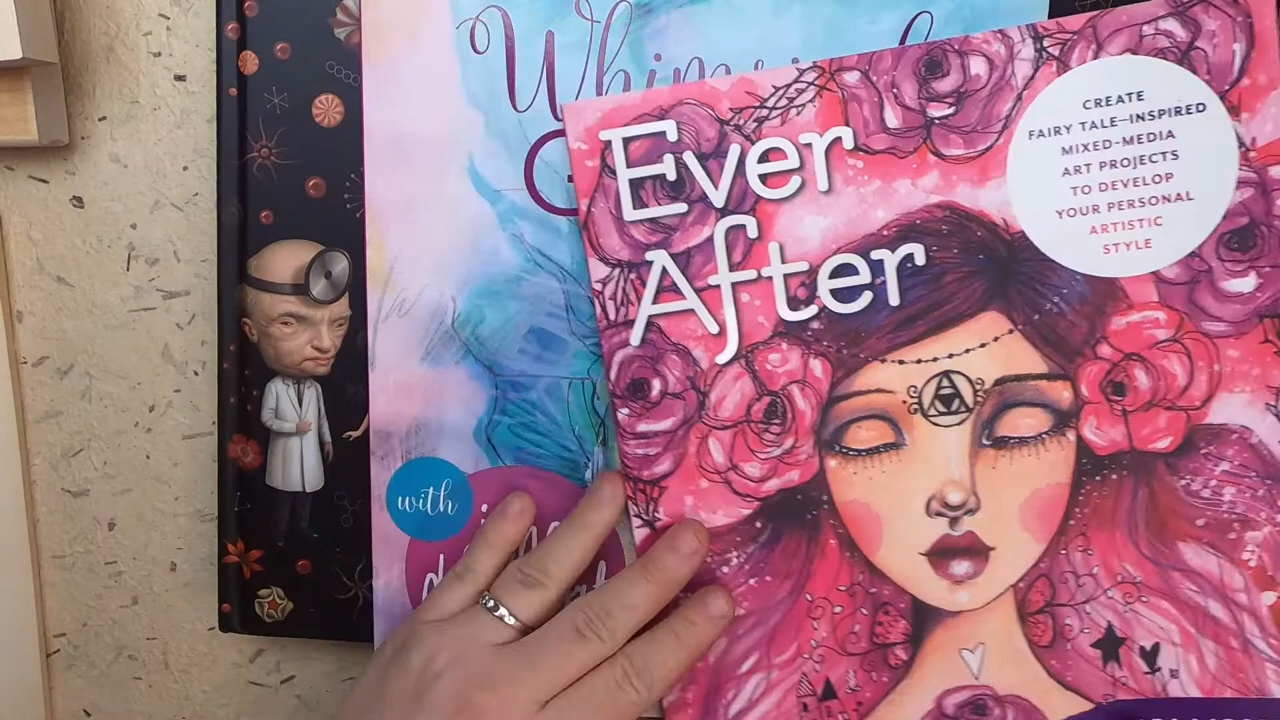 Ever
After
CREATE
FAIRY TALE–INSPIRED
MIXED-MEDIA
ART PROJECTS
TO DEVELOP
YOUR PERSONAL
ARTISTIC
STYLE
with